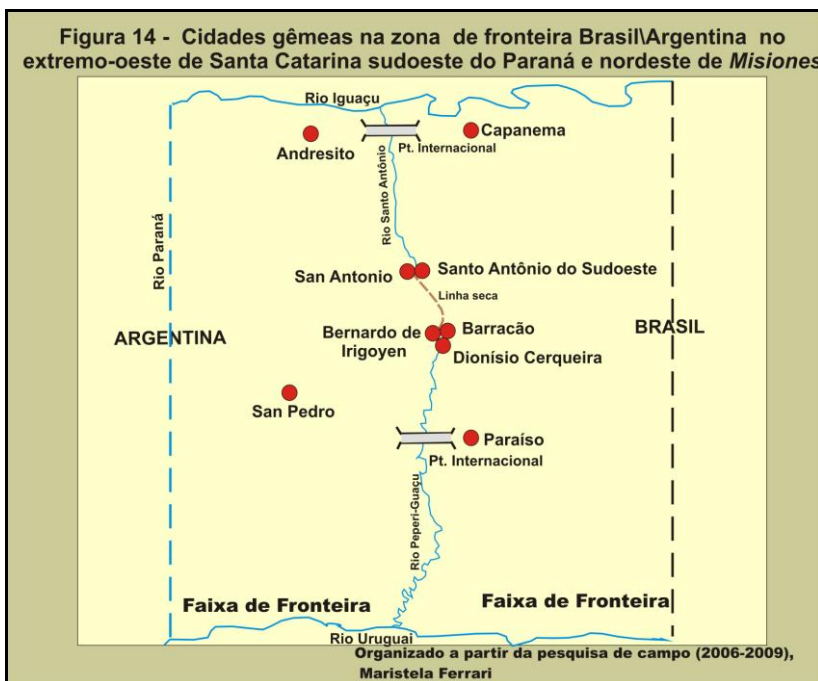 Figura 14 - Cidades gêmeas na zona de fronteira Brasil\Argentina no
extremo-oeste de Santa Catarina sudoeste do Paraná e nordeste de Misiones
Rio Iguaçu
Andresito
Pt. Internacional
Capanema
Rio Santo Antônio
Rio Paraná
San Antonio
Santo Antônio do Sudoeste
Linha seca
ARGENTINA
Bernardo de
Irigoyen
Barracão
BRASIL
Dionísio Cerqueira
San Pedro
Paraíso
Pt. Internacional
Rio Peperi-Guaçu
Faixa de Fronteira
Faixa de Fronteira
Rio Uruguai
Organizado a partir da pesquisa de campo (2006-2009),
Maristela Ferrari